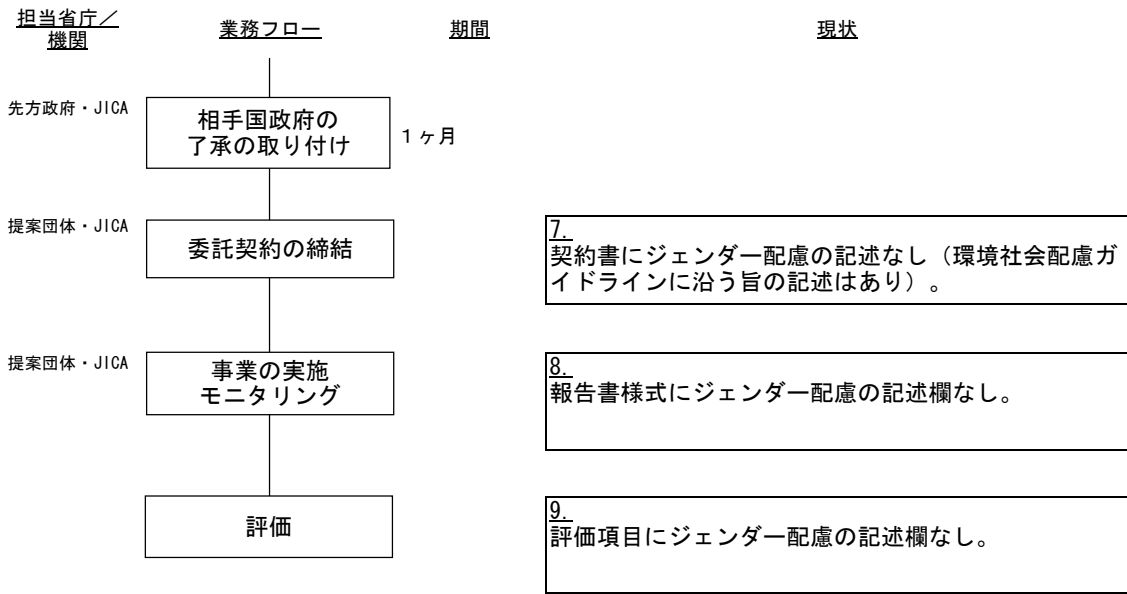 担当省庁／
機関
業務フロー
期間
現状
先方政府・JICA
相手国政府の
了承の取り付け
１ヶ月
提案団体・JICA
委託契約の締結
7.
契約書にジェンダー配慮の記述なし（環境社会配慮ガ
イドラインに沿う旨の記述はあり）。
提案団体・JICA
事業の実施
モニタリング
8.
報告書様式にジェンダー配慮の記述欄なし。
評価
9.
評価項目にジェンダー配慮の記述欄なし。